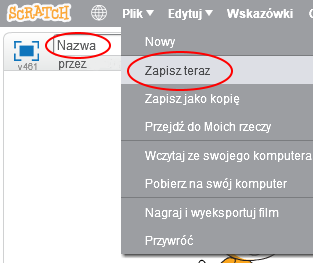 SCRATCH Plik Edytuj Wskazówki
Nazwa
v461 przez
Nowy
Zapisz teraz
Zapisz jako kopię
Przejdź do Moich rzeczy
Wczytaj ze swojego komputera
Pobierz na swój komputer
Nagraj i wyeksportuj film
Przywróć